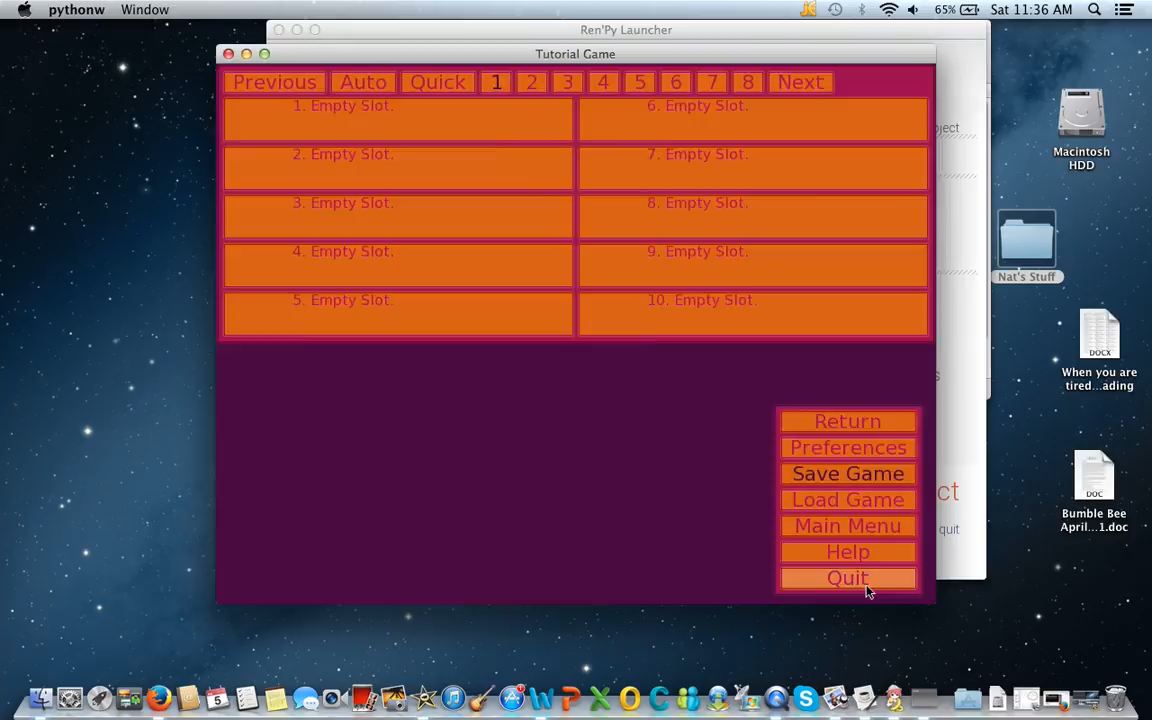 pythonw Window
65% Sat 11:36 AM
Ren'Py Launcher
Tutorial Game
Previous Auto Quick 1 2 3 4 5 6 7 8 Next
1. Empty Slot.
6. Empty Slot.
2. Empty Slot.
7. Empty Slot.
3. Empty Slot.
8. Empty Slot.
4. Empty Slot.
9. Empty Slot.
5. Empty Slot.
10. Empty Slot.
Return
Preferences
Save Game
Load Game
Main Menu
Help
Quit
oject
ct
quit
Macintosh
HDD
Nat's Stuff
DOCX
When you are
tired...ading
DOC
Bumble Bee
April...1.doc